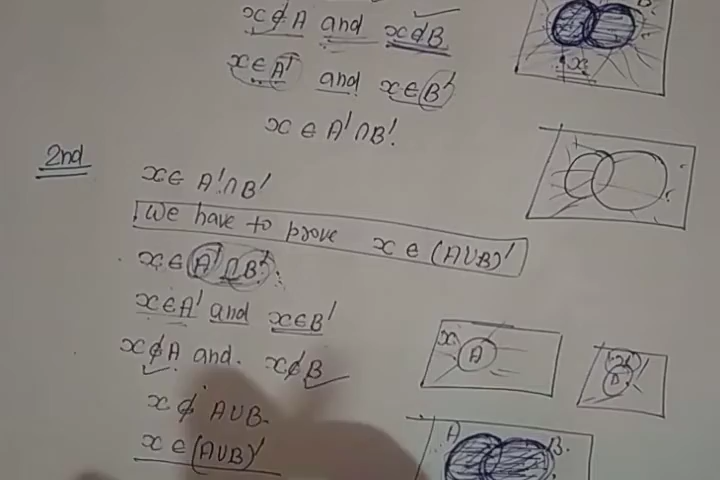 x ∉ A and x ∉ B
x ∈ A' and x ∈ B'
x ∈ A' ∩ B'.
2nd
x ∈ A' ∩ B'
We have to prove x ∈ (A∪B)'
x ∈ A' ∩ B'
x ∈ A' and x ∈ B'
x ∉ A and. x ∉ B
x ∉ A∪B.
x ∈ (A∪B)'
B
x
x
A
A
B.